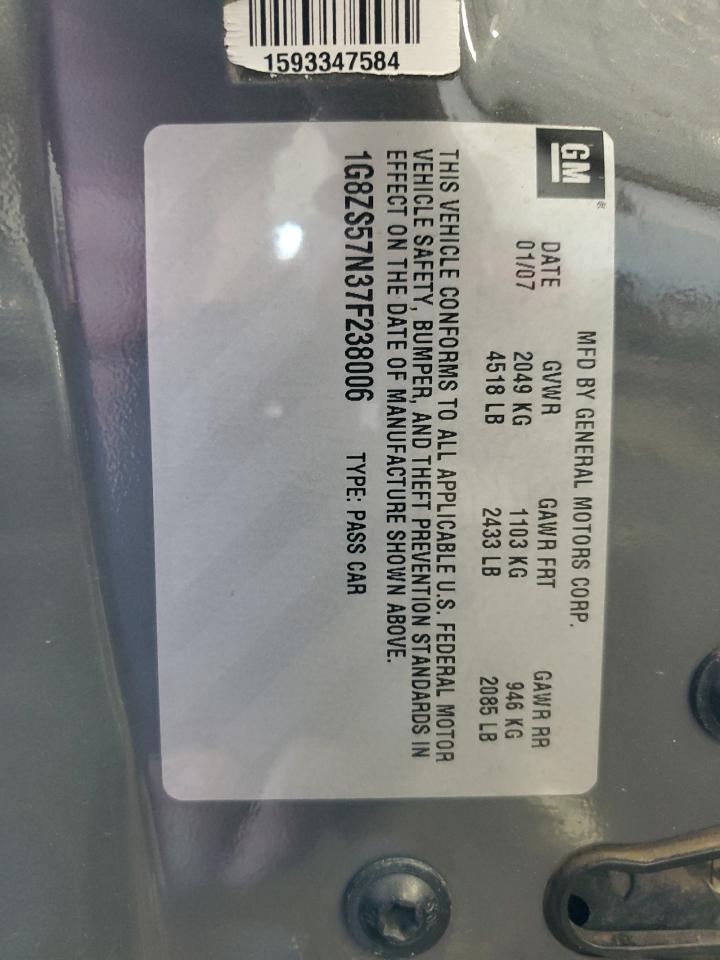 1593347584
GM
®
MFD BY GENERAL MOTORS CORP.
DATE GVWR GAWR FRT GAWR RR
01/07 2049 KG 1103 KG 946 KG
4518 LB 2433 LB 2085 LB
THIS VEHICLE CONFORMS TO ALL APPLICABLE U.S. FEDERAL MOTOR
VEHICLE SAFETY, BUMPER, AND THEFT PREVENTION STANDARDS IN
EFFECT ON THE DATE OF MANUFACTURE SHOWN ABOVE.
1G8ZS57N37F238006 TYPE: PASS CAR